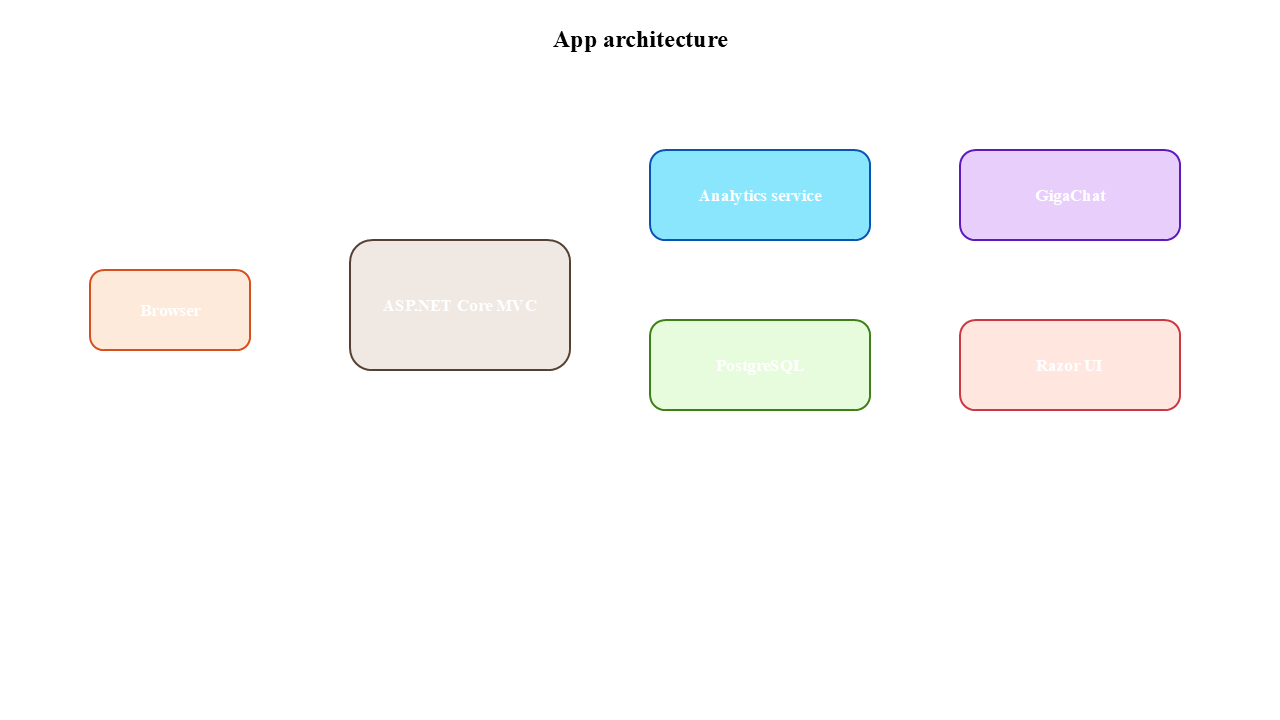 App architecture
Analytics service
GigaChat
Browser
ASP.NET Core MVC
PostgreSQL
Razor UI